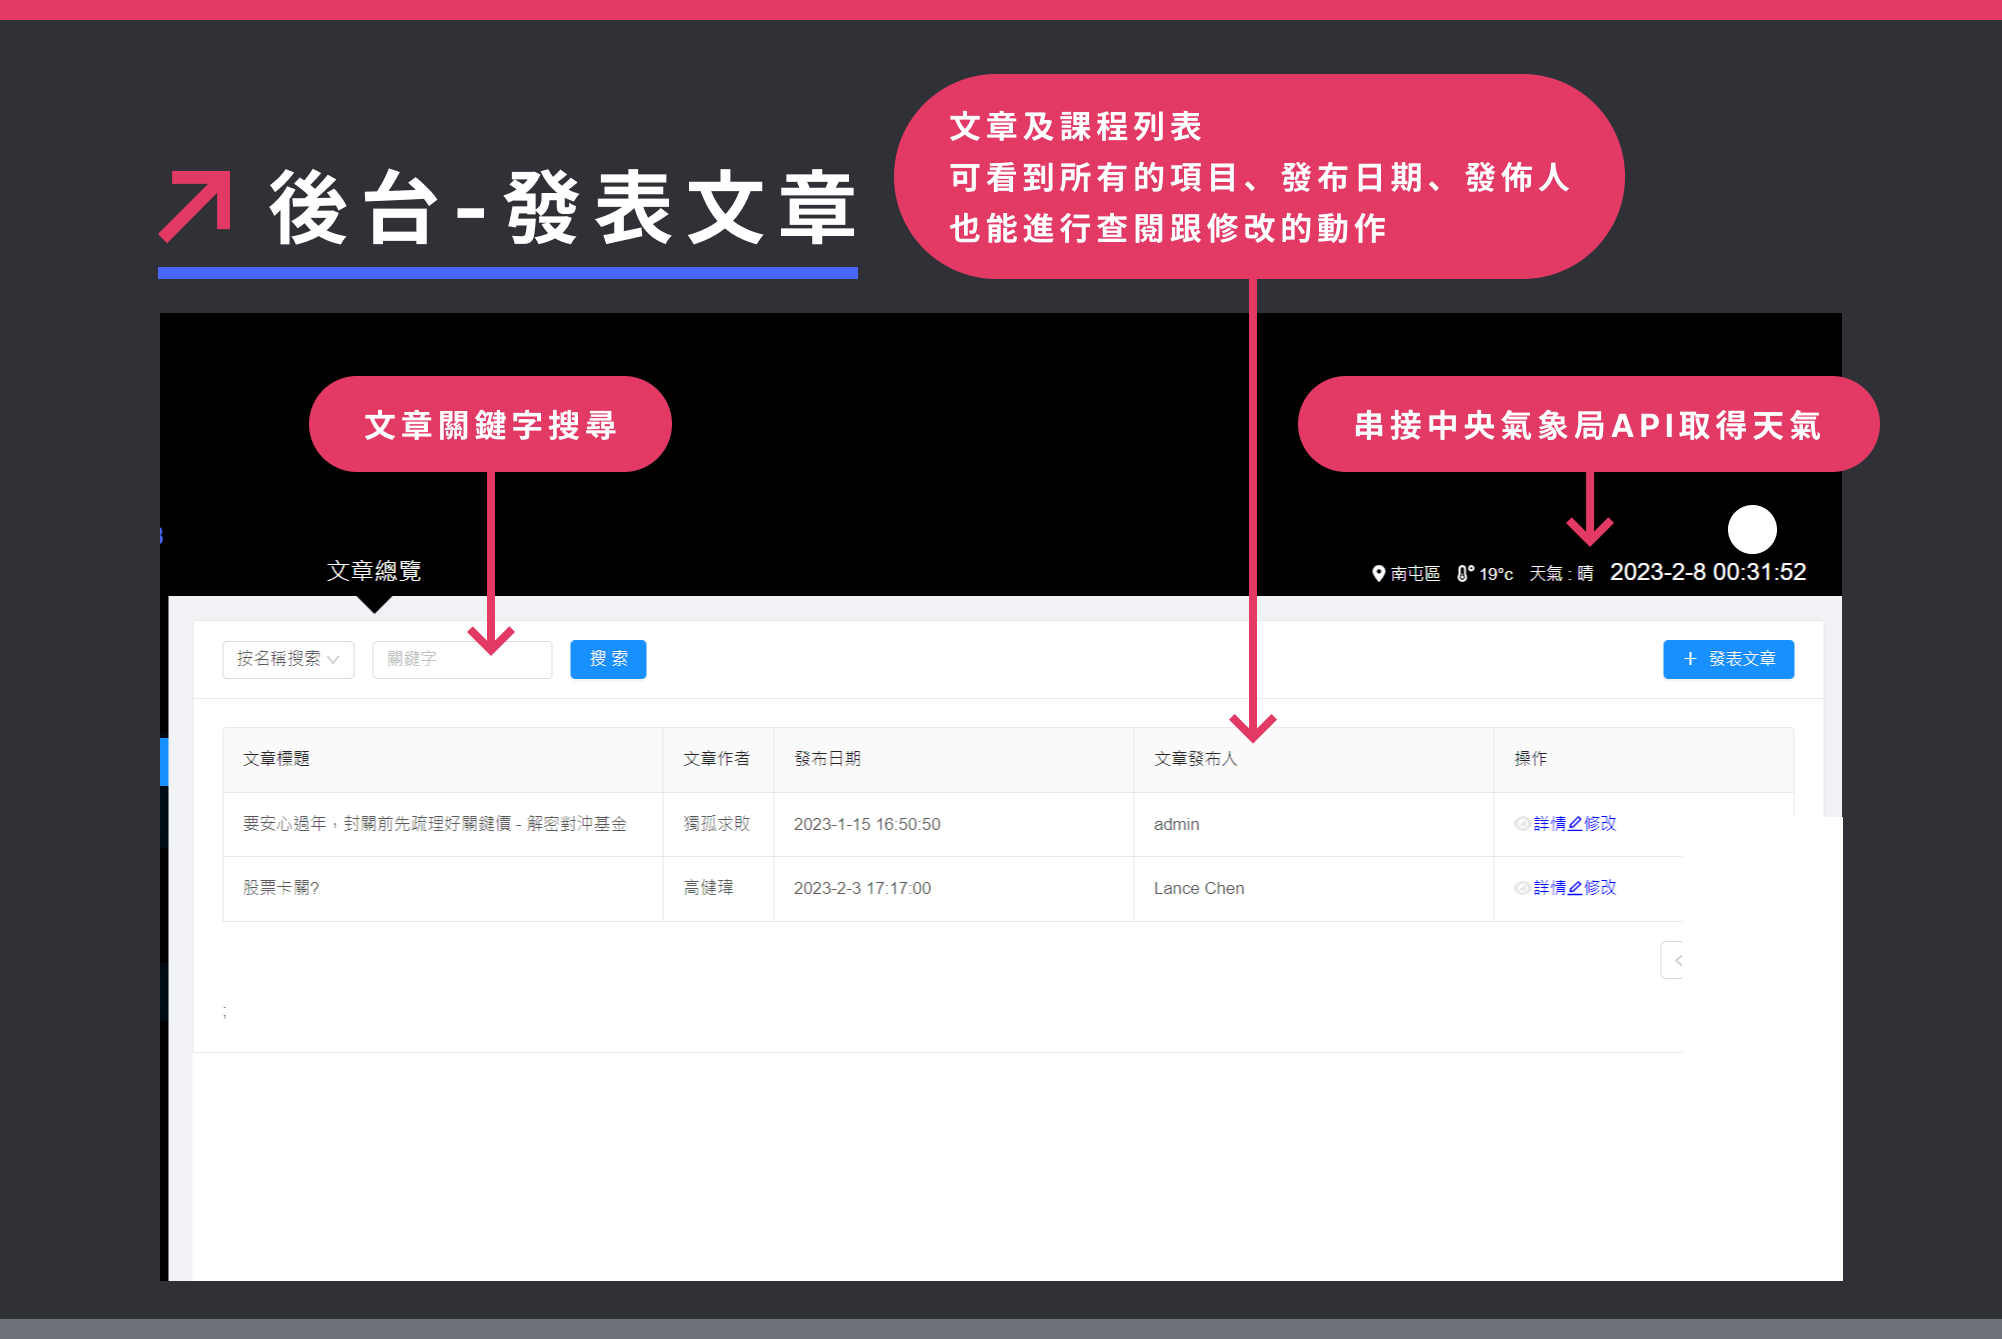 後台-發表文章
文章及課程列表
可看到所有的項目、發布日期、發佈人
也能進行查閱跟修改的動作
文章關鍵字搜尋
串接中央氣象局API取得天氣
文章總覽
南屯區 19°c 天氣 : 晴 2023-2-8 00:31:52
按名稱搜索 關鍵字 搜 索 + 發表文章
文章標題 文章作者 發布日期 文章發布人 操作
要安心過年，封關前先疏理好關鍵價 - 解密對沖基金 獨孤求敗 2023-1-15 16:50:50 admin 詳情 修改
股票卡關? 高健瑋 2023-2-3 17:17:00 Lance Chen 詳情 修改
<
;